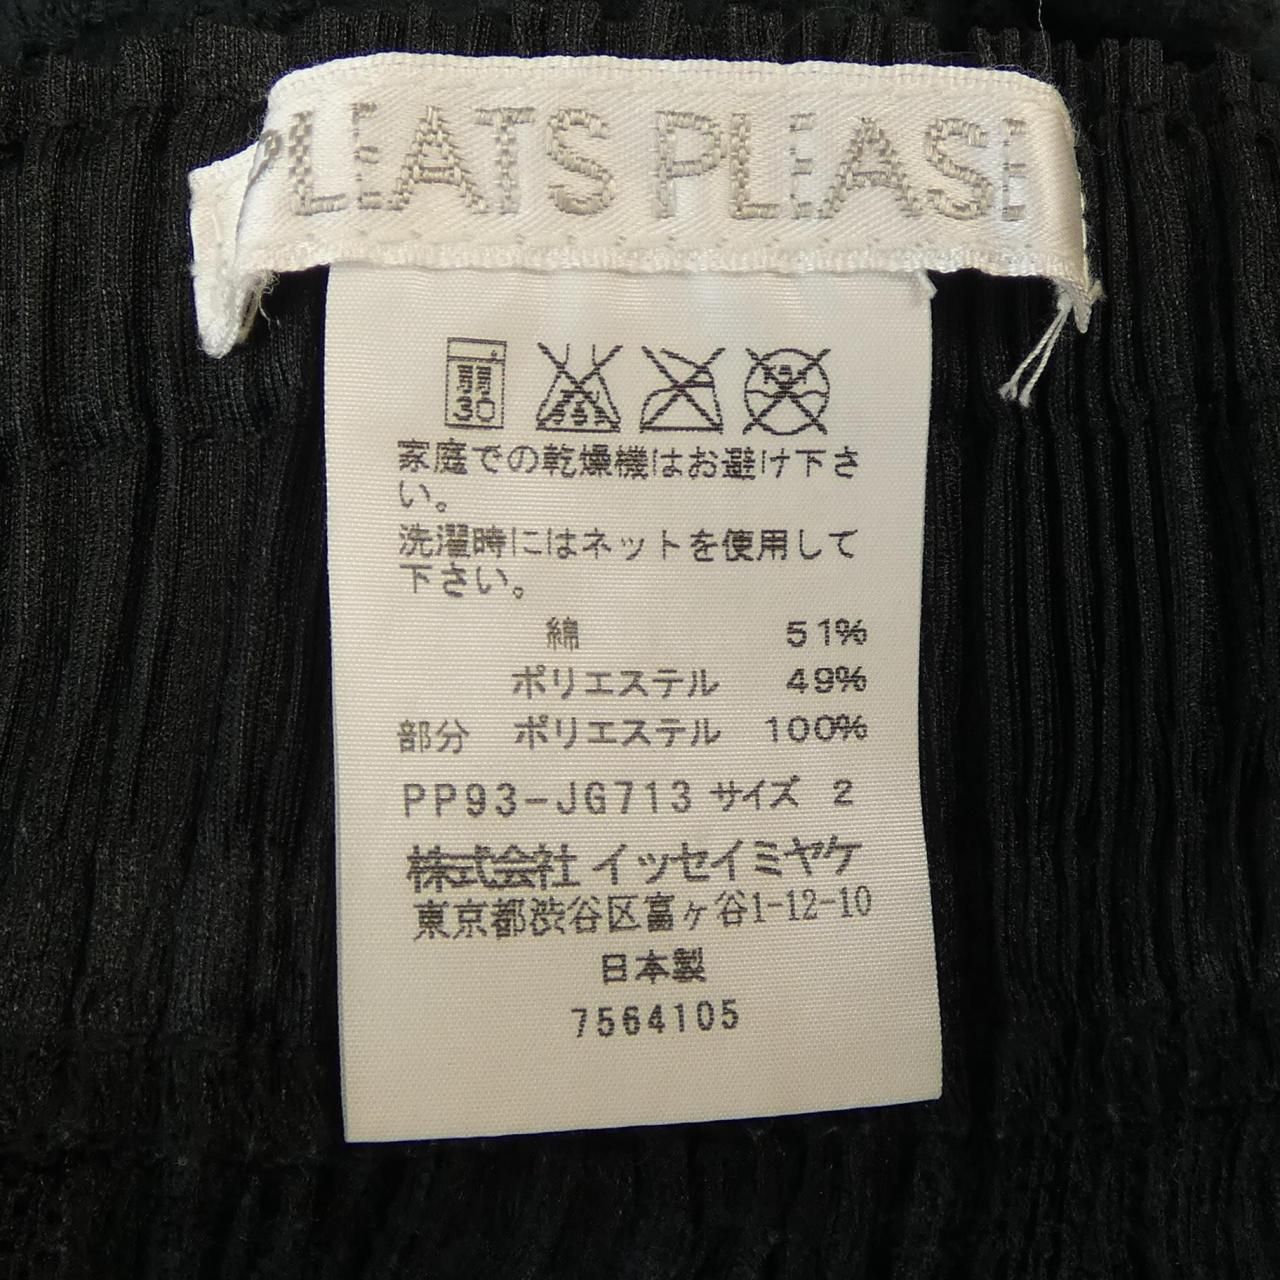 PLEATS PLEASE
弱
30
家庭での乾燥機はお避け下さ
い。
洗濯時にはネットを使用して
下さい。
綿 51%
ポリエステル 49%
部分 ポリエステル 100%
PP93-JG713 サイズ 2
株式会社 イッセイミヤケ
東京都渋谷区富ヶ谷1-12-10
日本製
7564105